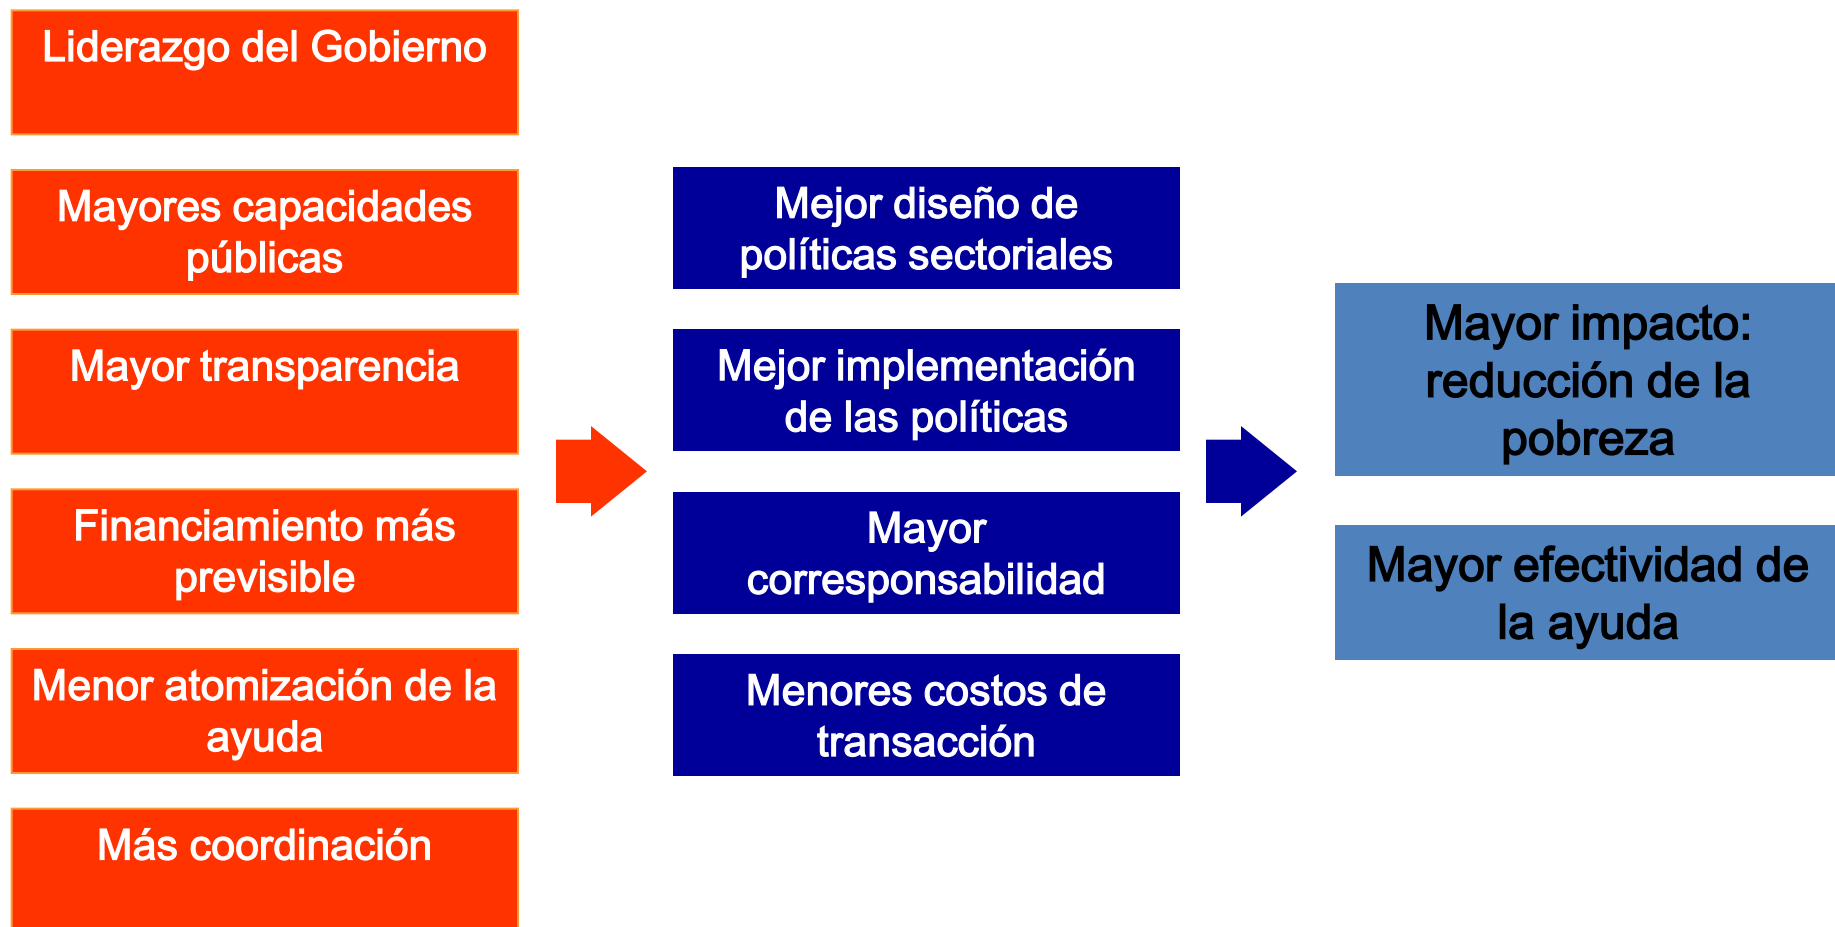 Liderazgo del Gobierno
Mayores capacidades
públicas
Mayor transparencia
Financiamiento más
previsible
Menor atomización de la
ayuda
Más coordinación
Mejor diseño de
políticas sectoriales
Mejor implementación
de las políticas
Mayor
corresponsabilidad
Menores costos de
transacción
Mayor impacto:
reducción de la
pobreza
Mayor efectividad de
la ayuda